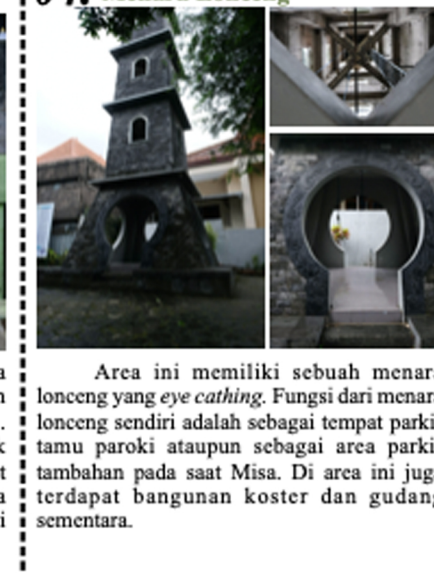 Menara Lonceng
Area ini memiliki sebuah menar
lonceng yang eye cathing. Fungsi dari menar
lonceng sendiri adalah sebagai tempat parki
tamu paroki ataupun sebagai area parki
tambahan pada saat Misa. Di area ini jug
terdapat bangunan koster dan gudang
sementara.